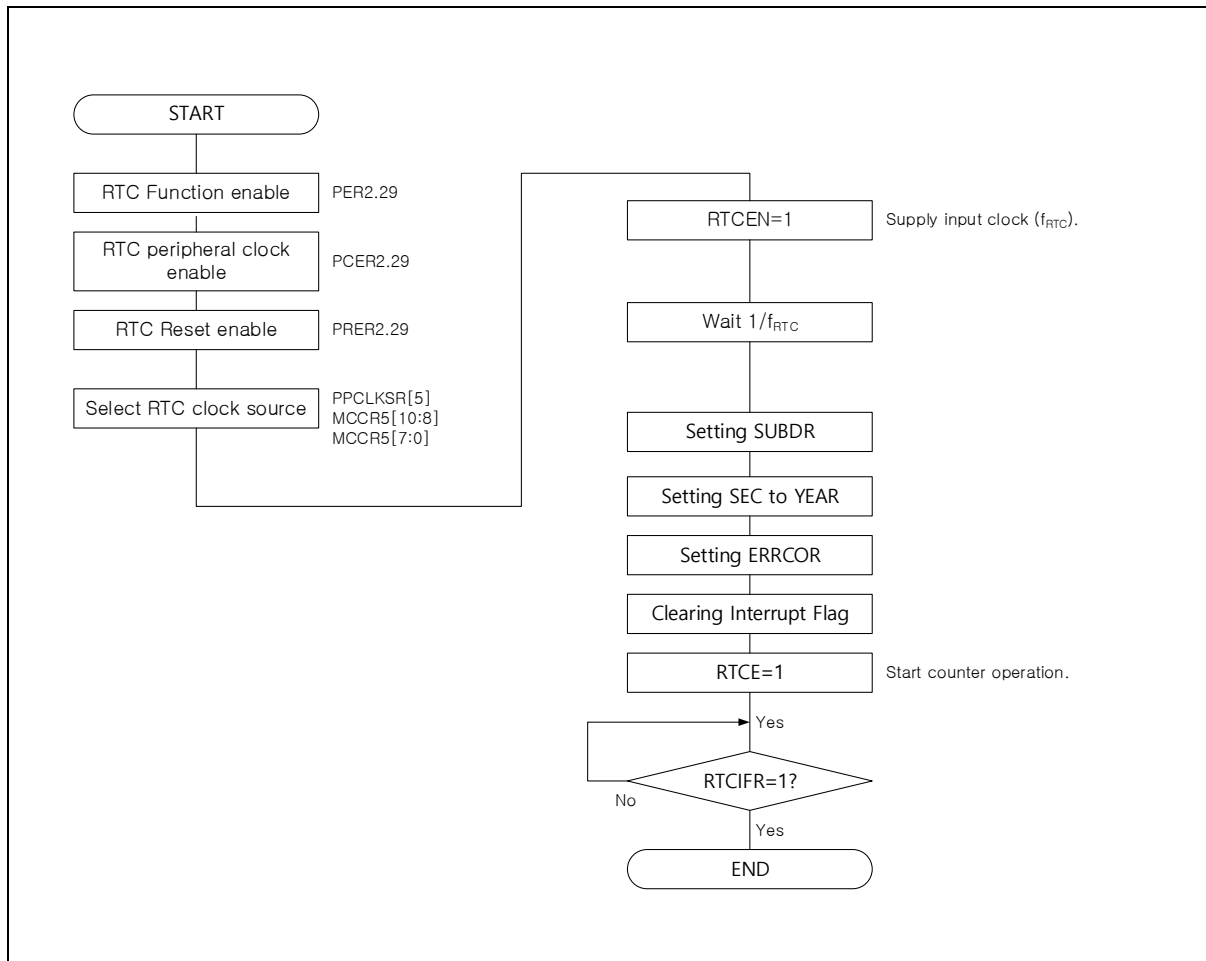 START
RTC Function enable
PER2.29
RTC peripheral clock
enable
PCER2.29
RTC Reset enable
PRER2.29
Select RTC clock source
PPCLKSR[5]
MCCR5[10:8]
MCCR5[7:0]
RTCEN=1
Supply input clock (fRTC).
Wait 1/fRTC
Setting SUBDR
Setting SEC to YEAR
Setting ERRCOR
Clearing Interrupt Flag
RTCE=1
Start counter operation.
Yes
RTCIFR=1?
No
Yes
END